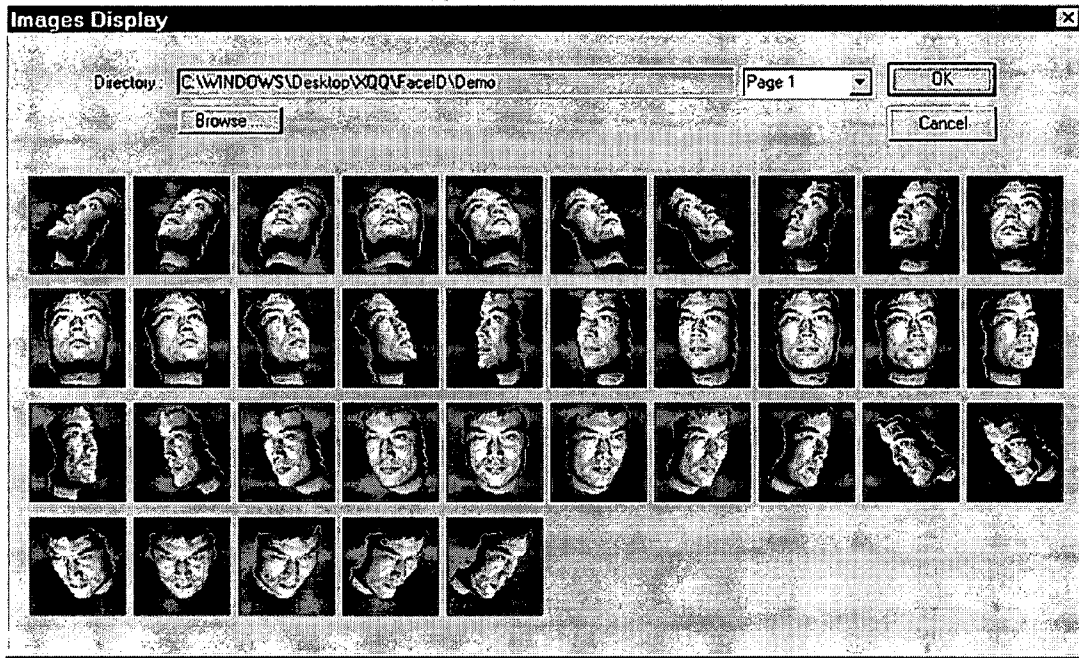 Images Display
Directory : C:\WINDOWS\Desktop\XQQ\FaceID\Demo Page 1 OK
Browse.... Cancel